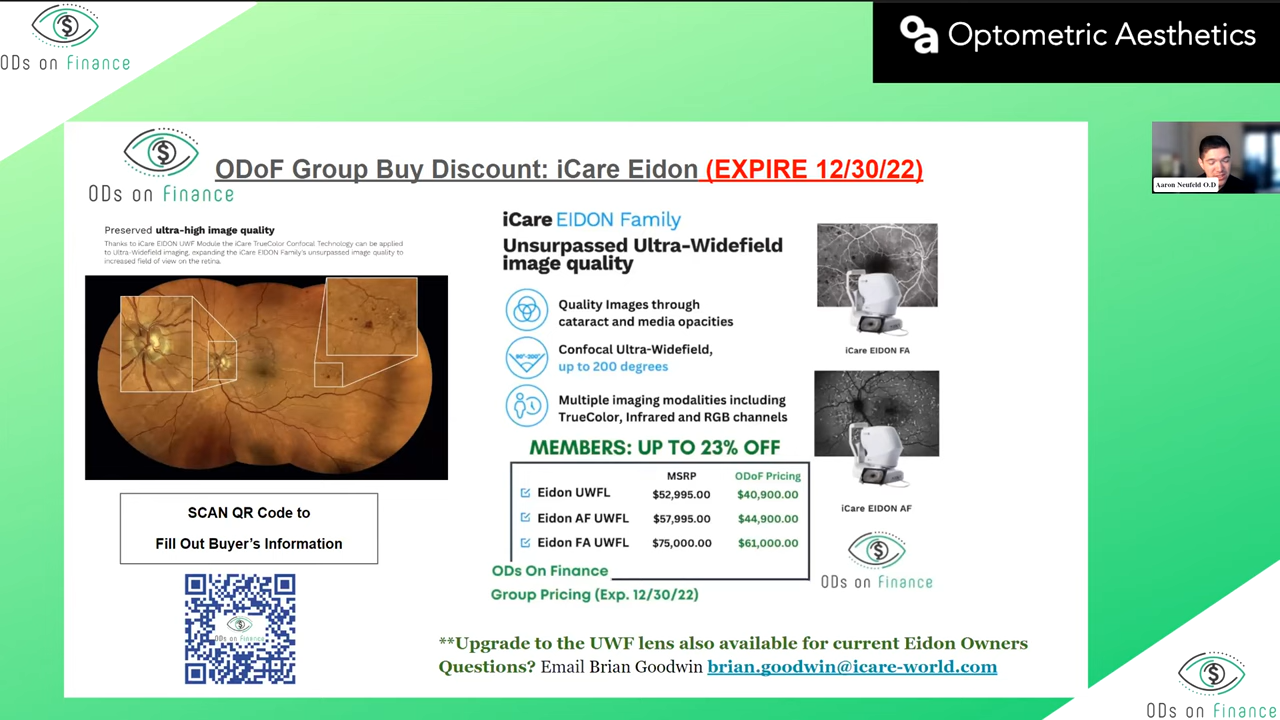 ODs on Finance
Optometric Aesthetics
Aaron Neufeld O.D
ODs on Finance
ODoF Group Buy Discount: iCare Eidon (EXPIRE 12/30/22)
Preserved ultra-high image quality
Thanks to iCare EIDON UWF Module the iCare TrueColor Confocal Technology can be applied
to Ultra-Widefield imaging, expanding the iCare EIDON Family's unsurpassed image quality to
increased field of view on the retina.
SCAN QR Code to
Fill Out Buyer's Information
ODs on Finance
iCare EIDON Family
Unsurpassed Ultra-Widefield
image quality
Quality Images through
cataract and media opacities
Confocal Ultra-Widefield,
up to 200 degrees
Multiple imaging modalities including
TrueColor, Infrared and RGB channels
MEMBERS: UP TO 23% OFF
MSRP ODoF Pricing
Eidon UWFL $52,995.00 $40,900.00
Eidon AF UWFL $57,995.00 $44,900.00
Eidon FA UWFL $75,000.00 $61,000.00
ODs On Finance
Group Pricing (Exp. 12/30/22)
iCare EIDON FA
iCare EIDON AF
ODs on Finance
**Upgrade to the UWF lens also available for current Eidon Owners
Questions? Email Brian Goodwin brian.goodwin@icare-world.com
ODs on Finance